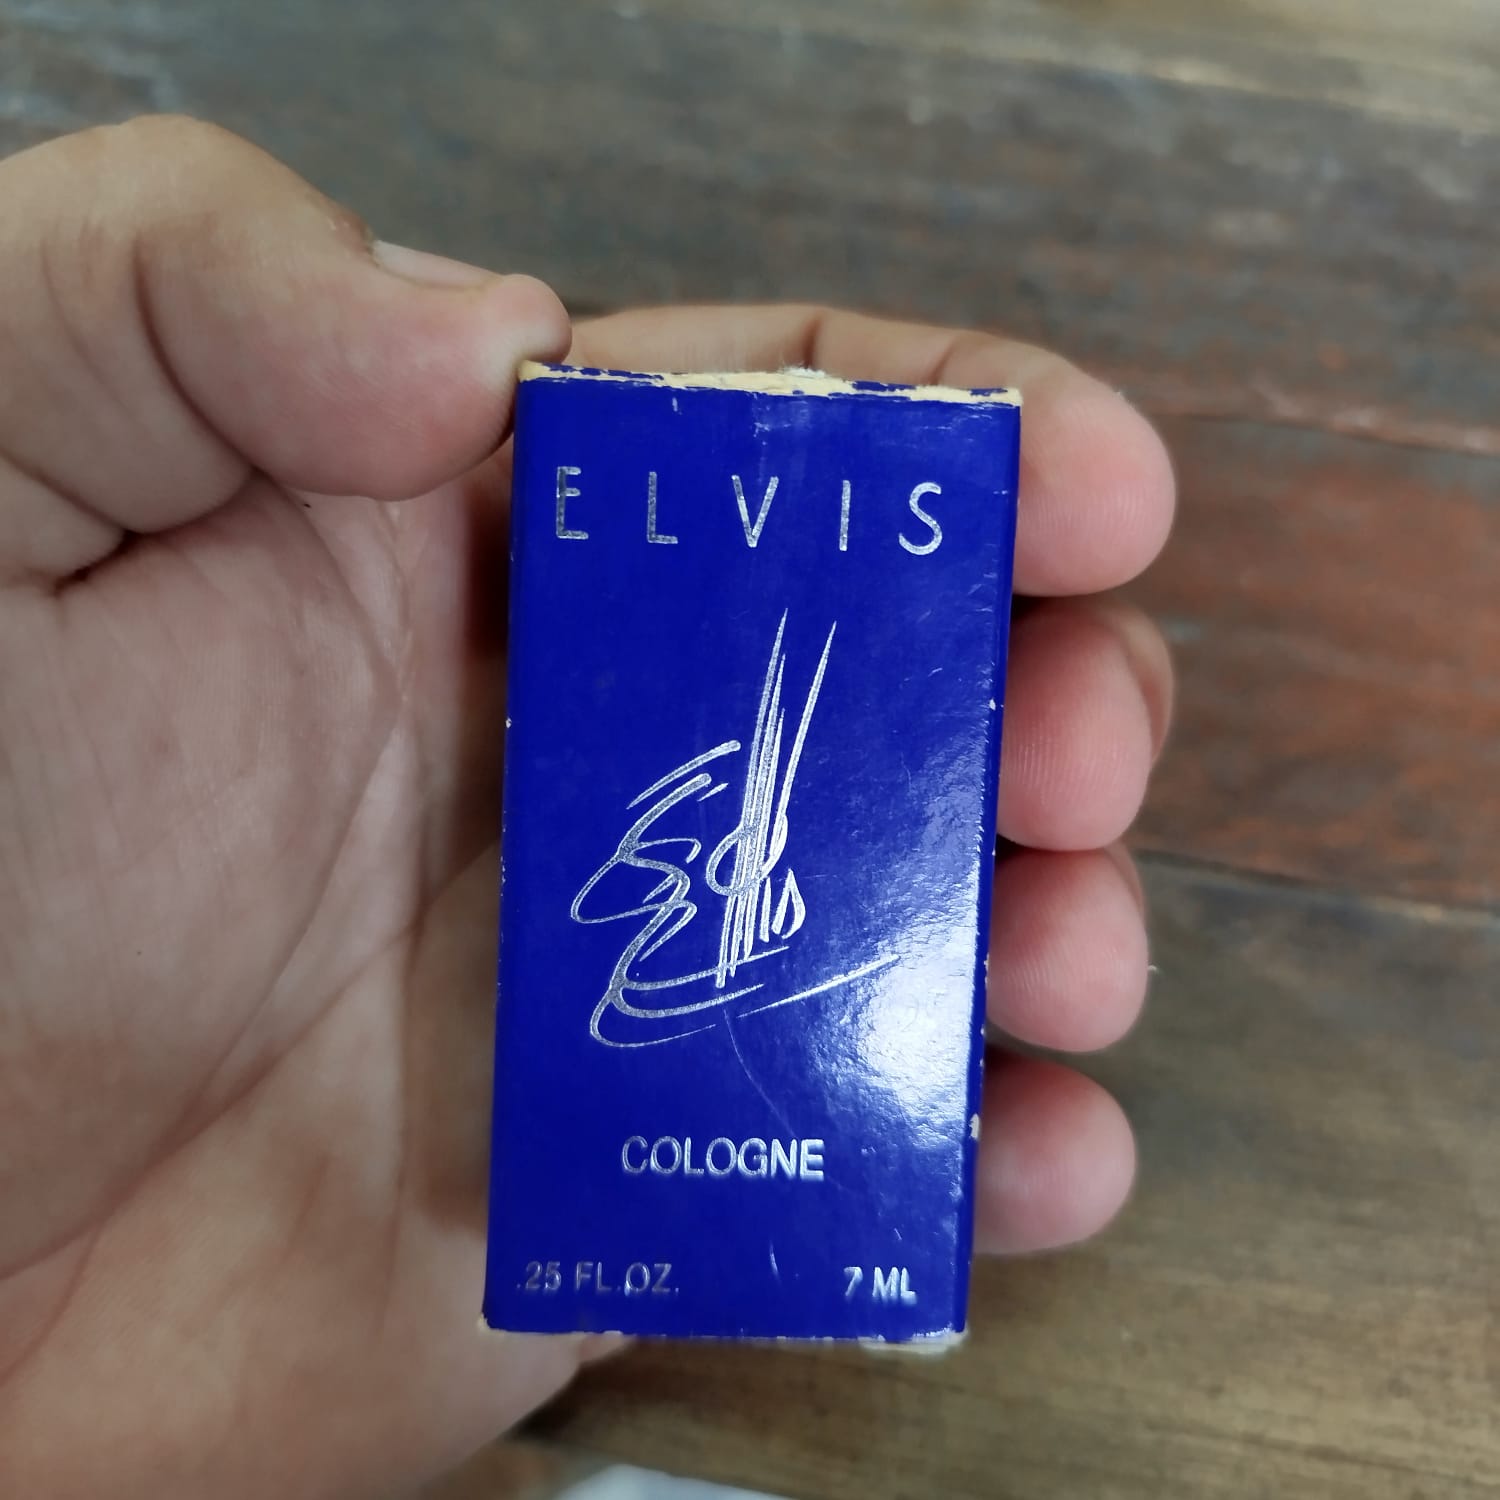 ELVIS
Elvis
COLOGNE
.25 FL.OZ. 7 ML